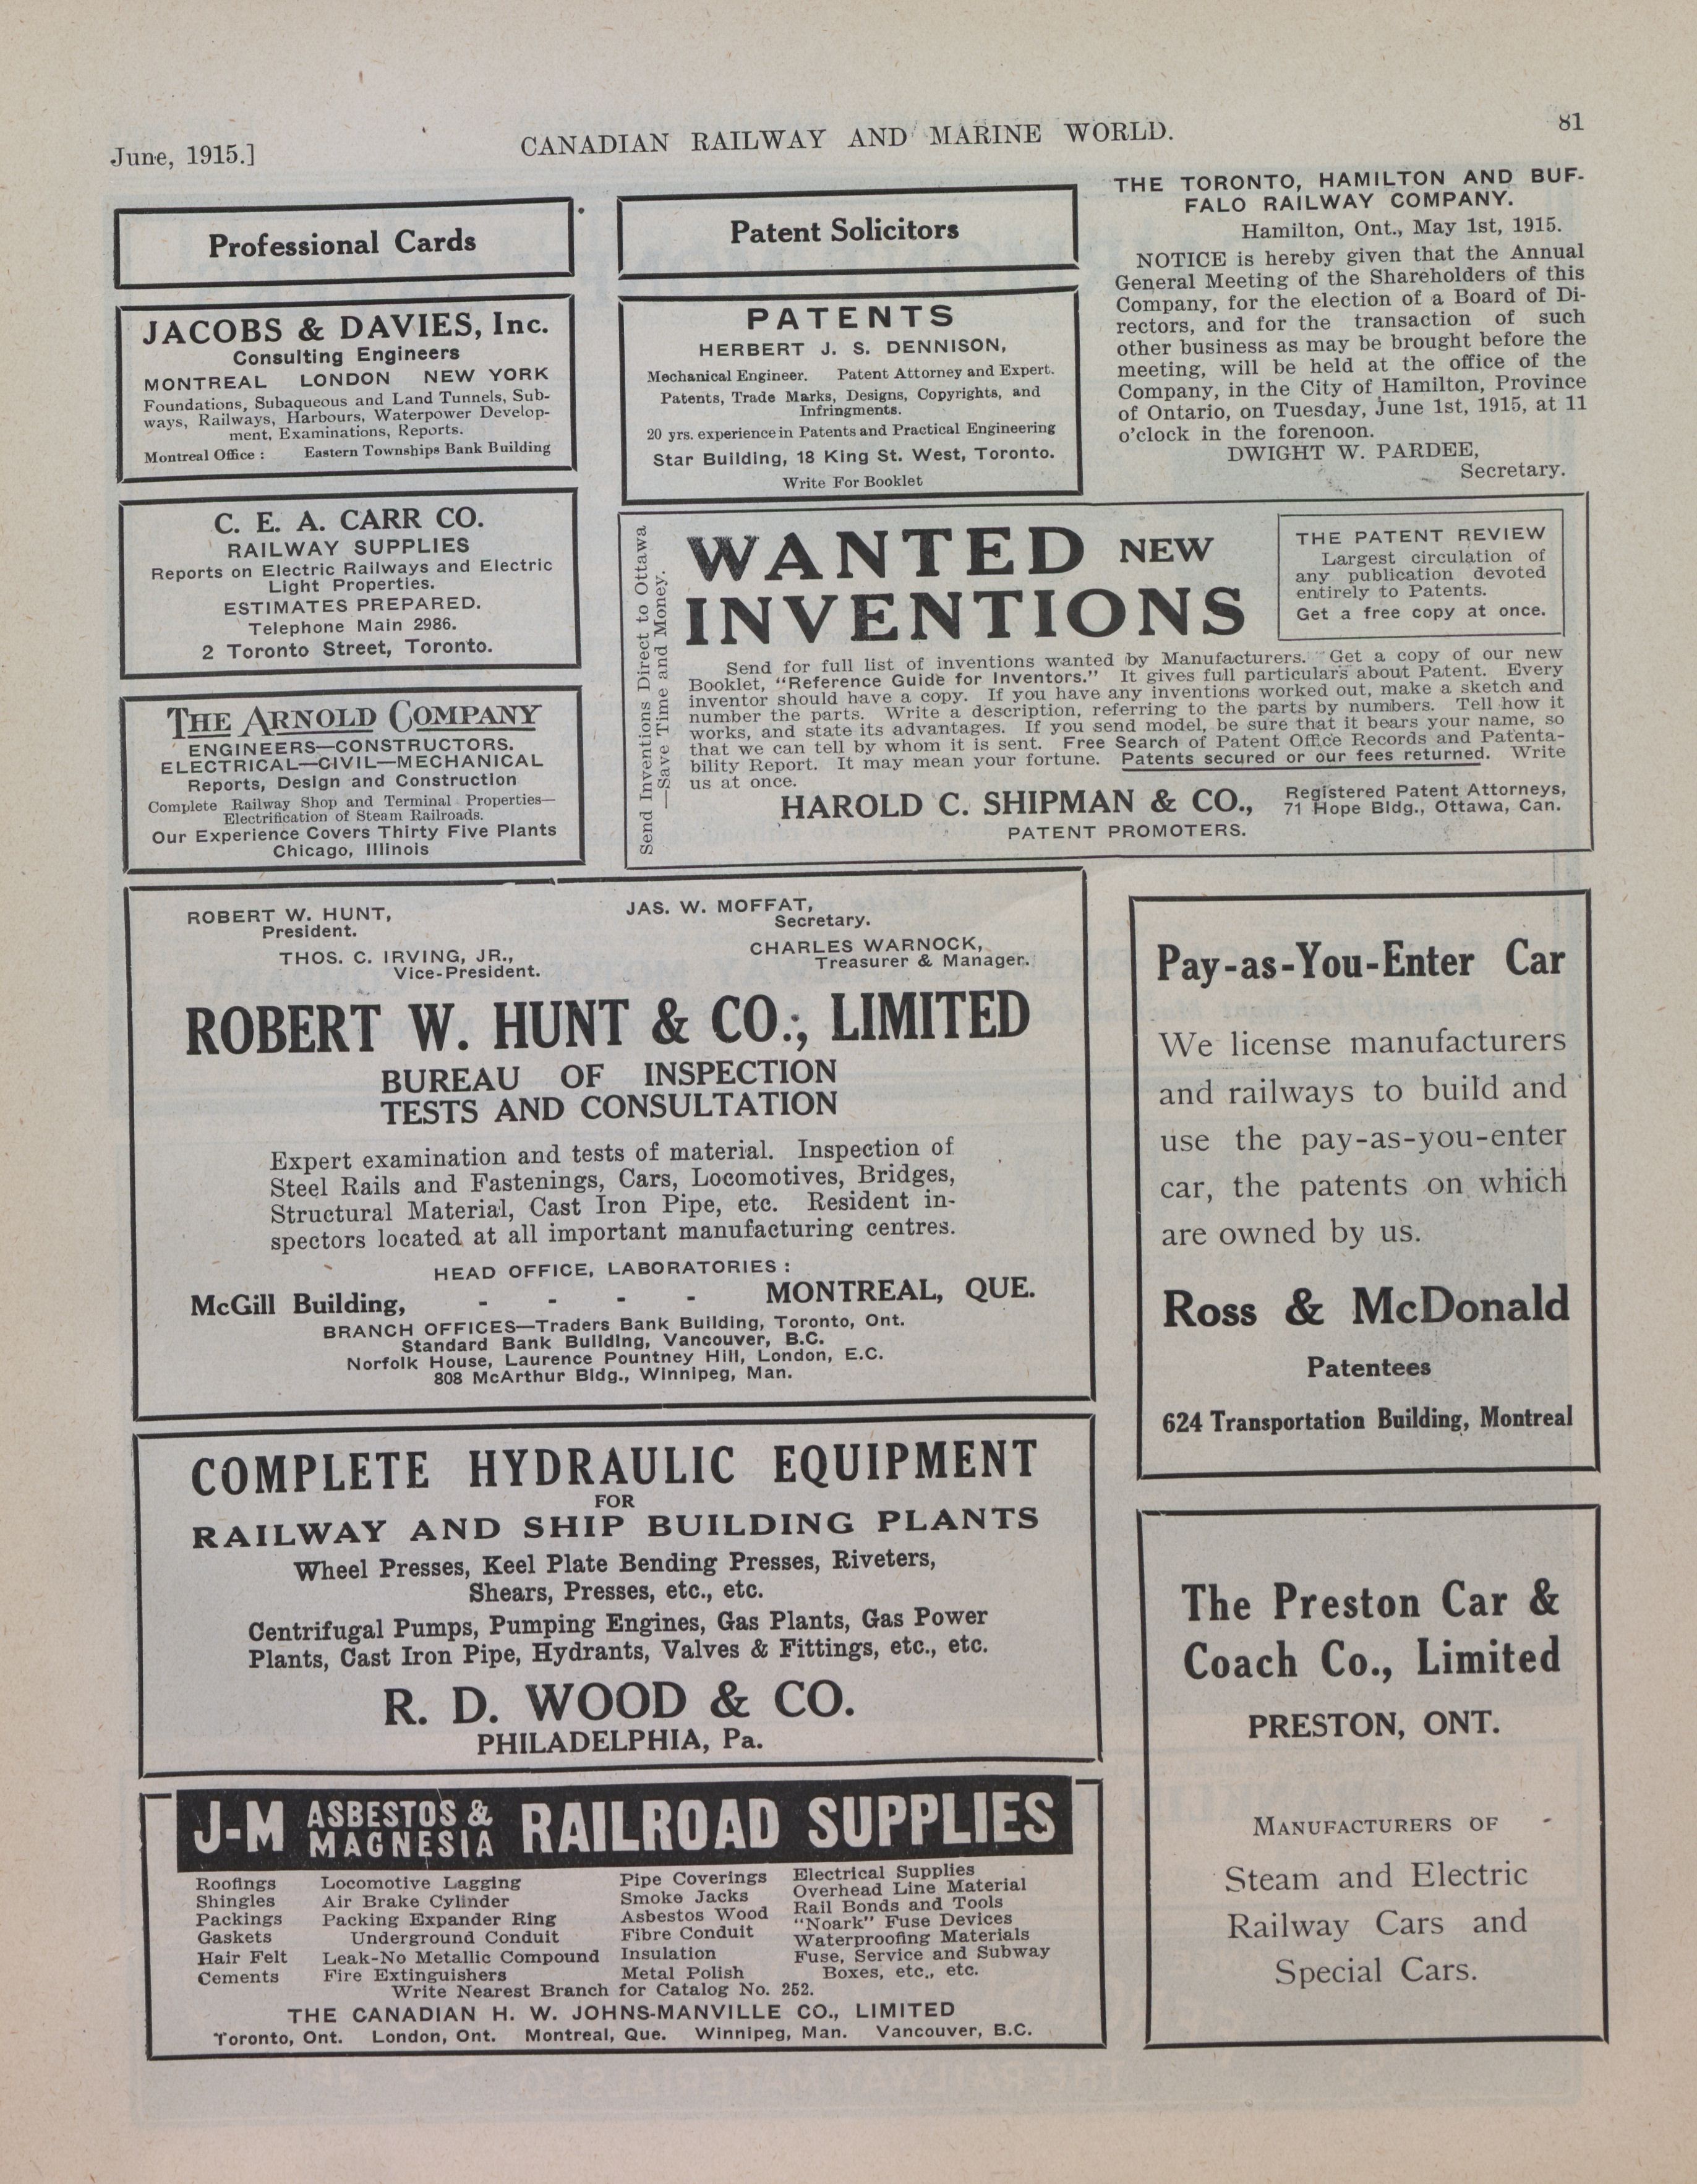 June, 1915.]
CANADIAN RAILWAY AND MARINE WORLD.
81
Professional Cards
JACOBS & DAVIES, Inc.
Consulting Engineers
MONTREAL LONDON NEW YORK
Foundations, Subaqueous and Land Tunnels, Sub-
ways, Railways, Harbours, Waterpower Develop-
ment, Examinations, Reports.
Montreal Office : Eastern Townships Bank Building
C. E. A. CARR CO.
RAILWAY SUPPLIES
Reports on Electric Railways and Electric
Light Properties.
ESTIMATES PREPARED.
Telephone Main 2986.
2 Toronto Street, Toronto.
THE ARNOLD COMPANY
ENGINEERS—CONSTRUCTORS.
ELECTRICAL—CIVIL—MECHANICAL
Reports, Design and Construction
Complete Railway Shop and Terminal Properties—
Electrification of Steam Railroads.
Our Experience Covers Thirty Five Plants
Chicago, Illinois
Patent Solicitors
PATENTS
HERBERT J. S. DENNISON,
Mechanical Engineer. Patent Attorney and Expert.
Patents, Trade Marks, Designs, Copyrights, and
Infringments.
20 yrs. experience in Patents and Practical Engineering
Star Building, 18 King St. West, Toronto.
Write For Booklet
THE TORONTO, HAMILTON AND BUF-
FALO RAILWAY COMPANY.
Hamilton, Ont., May 1st, 1915.
NOTICE is hereby given that the Annual
General Meeting of the Shareholders of this
Company, for the election of a Board of Di-
rectors, and for the transaction of such
other business as may be brought before the
meeting, will be held at the office of the
Company, in the City of Hamilton, Province
of Ontario, on Tuesday, June 1st, 1915, at 11
o'clock in the forenoon.
DWIGHT W. PARDEE,
Secretary.
Send Inventions Direct to Ottawa
—Save Time and Money.
WANTED NEW
INVENTIONS
THE PATENT REVIEW
Largest circulation of
any publication devoted
entirely to Patents.
Get a free copy at once.
Send for full list of inventions wanted by Manufacturers. Get a copy of our new
Booklet, "Reference Guide for Inventors." It gives full particulars about Patent. Every
inventor should have a copy. If you have any inventions worked out, make a sketch and
number the parts. Write a description, referring to the parts by numbers. Tell how it
works, and state its advantages. If you send model, be sure that it bears your name, so
that we can tell by whom it is sent. Free Search of Patent Office Records and Patenta-
bility Report. It may mean your fortune. Patents secured or our fees returned. Write
us at once.
HAROLD C. SHIPMAN & CO.,
PATENT PROMOTERS.
Registered Patent Attorneys,
71 Hope Bldg., Ottawa, Can.
ROBERT W. HUNT,
President.
JAS. W. MOFFAT,
Secretary.
THOS. C. IRVING, JR.,
Vice-President.
CHARLES WARNOCK,
Treasurer & Manager.
ROBERT W. HUNT & CO., LIMITED
BUREAU OF INSPECTION
TESTS AND CONSULTATION
Expert examination and tests of material. Inspection of
Steel Rails and Fastenings, Cars, Locomotives, Bridges,
Structural Material, Cast Iron Pipe, etc. Resident in-
spectors located at all important manufacturing centres.
HEAD OFFICE, LABORATORIES :
McGill Building, - - - - MONTREAL, QUE.
BRANCH OFFICES—Traders Bank Building, Toronto, Ont.
Standard Bank Building, Vancouver, B.C.
Norfolk House, Laurence Pountney Hill, London, E.C.
808 McArthur Bldg., Winnipeg, Man.
Pay-as-You-Enter Car
We license manufacturers
and railways to build and
use the pay-as-you-enter
car, the patents on which
are owned by us.
Ross & McDonald
Patentees
624 Transportation Building, Montreal
COMPLETE HYDRAULIC EQUIPMENT
FOR
RAILWAY AND SHIP BUILDING PLANTS
Wheel Presses, Keel Plate Bending Presses, Riveters,
Shears, Presses, etc., etc.
Centrifugal Pumps, Pumping Engines, Gas Plants, Gas Power
Plants, Cast Iron Pipe, Hydrants, Valves & Fittings, etc., etc.
R. D. WOOD & CO.
PHILADELPHIA, Pa.
The Preston Car &
Coach Co., Limited
PRESTON, ONT.
MANUFACTURERS OF
Steam and Electric
Railway Cars and
Special Cars.
J-M ASBESTOS & MAGNESIA RAILROAD SUPPLIES
Roofings
Shingles
Packings
Gaskets
Hair Felt
Cements
Locomotive Lagging
Air Brake Cylinder
Packing Expander Ring
Underground Conduit
Leak-No Metallic Compound
Fire Extinguishers
Pipe Coverings
Smoke Jacks
Asbestos Wood
Fibre Conduit
Insulation
Metal Polish
Electrical Supplies
Overhead Line Material
Rail Bonds and Tools
"Noark" Fuse Devices
Waterproofing Materials
Fuse, Service and Subway
Boxes, etc., etc.
Write Nearest Branch for Catalog No. 252.
THE CANADIAN H. W. JOHNS-MANVILLE CO., LIMITED
Toronto, Ont. London, Ont. Montreal, Que. Winnipeg, Man. Vancouver, B.C.